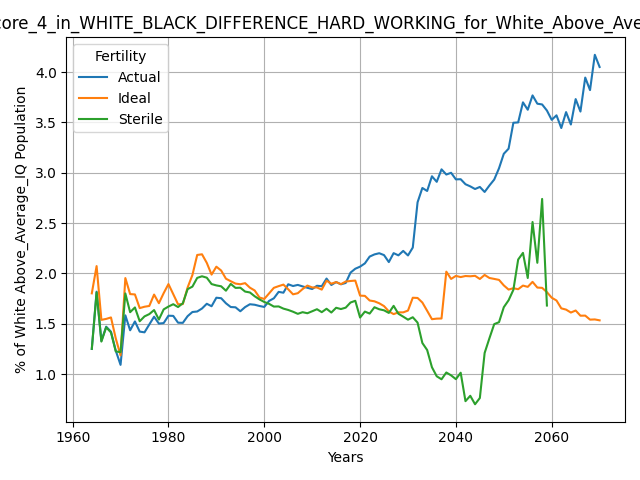 core_4_in_WHITE_BLACK_DIFFERENCE_HARD_WORKING_for_White_Above_Ave
Fertility
Actual
Ideal
Sterile
% of White Above_Average_IQ Population
4.0
3.5
3.0
2.5
2.0
1.5
1.0
1960
1980
2000
2020
2040
2060
Years